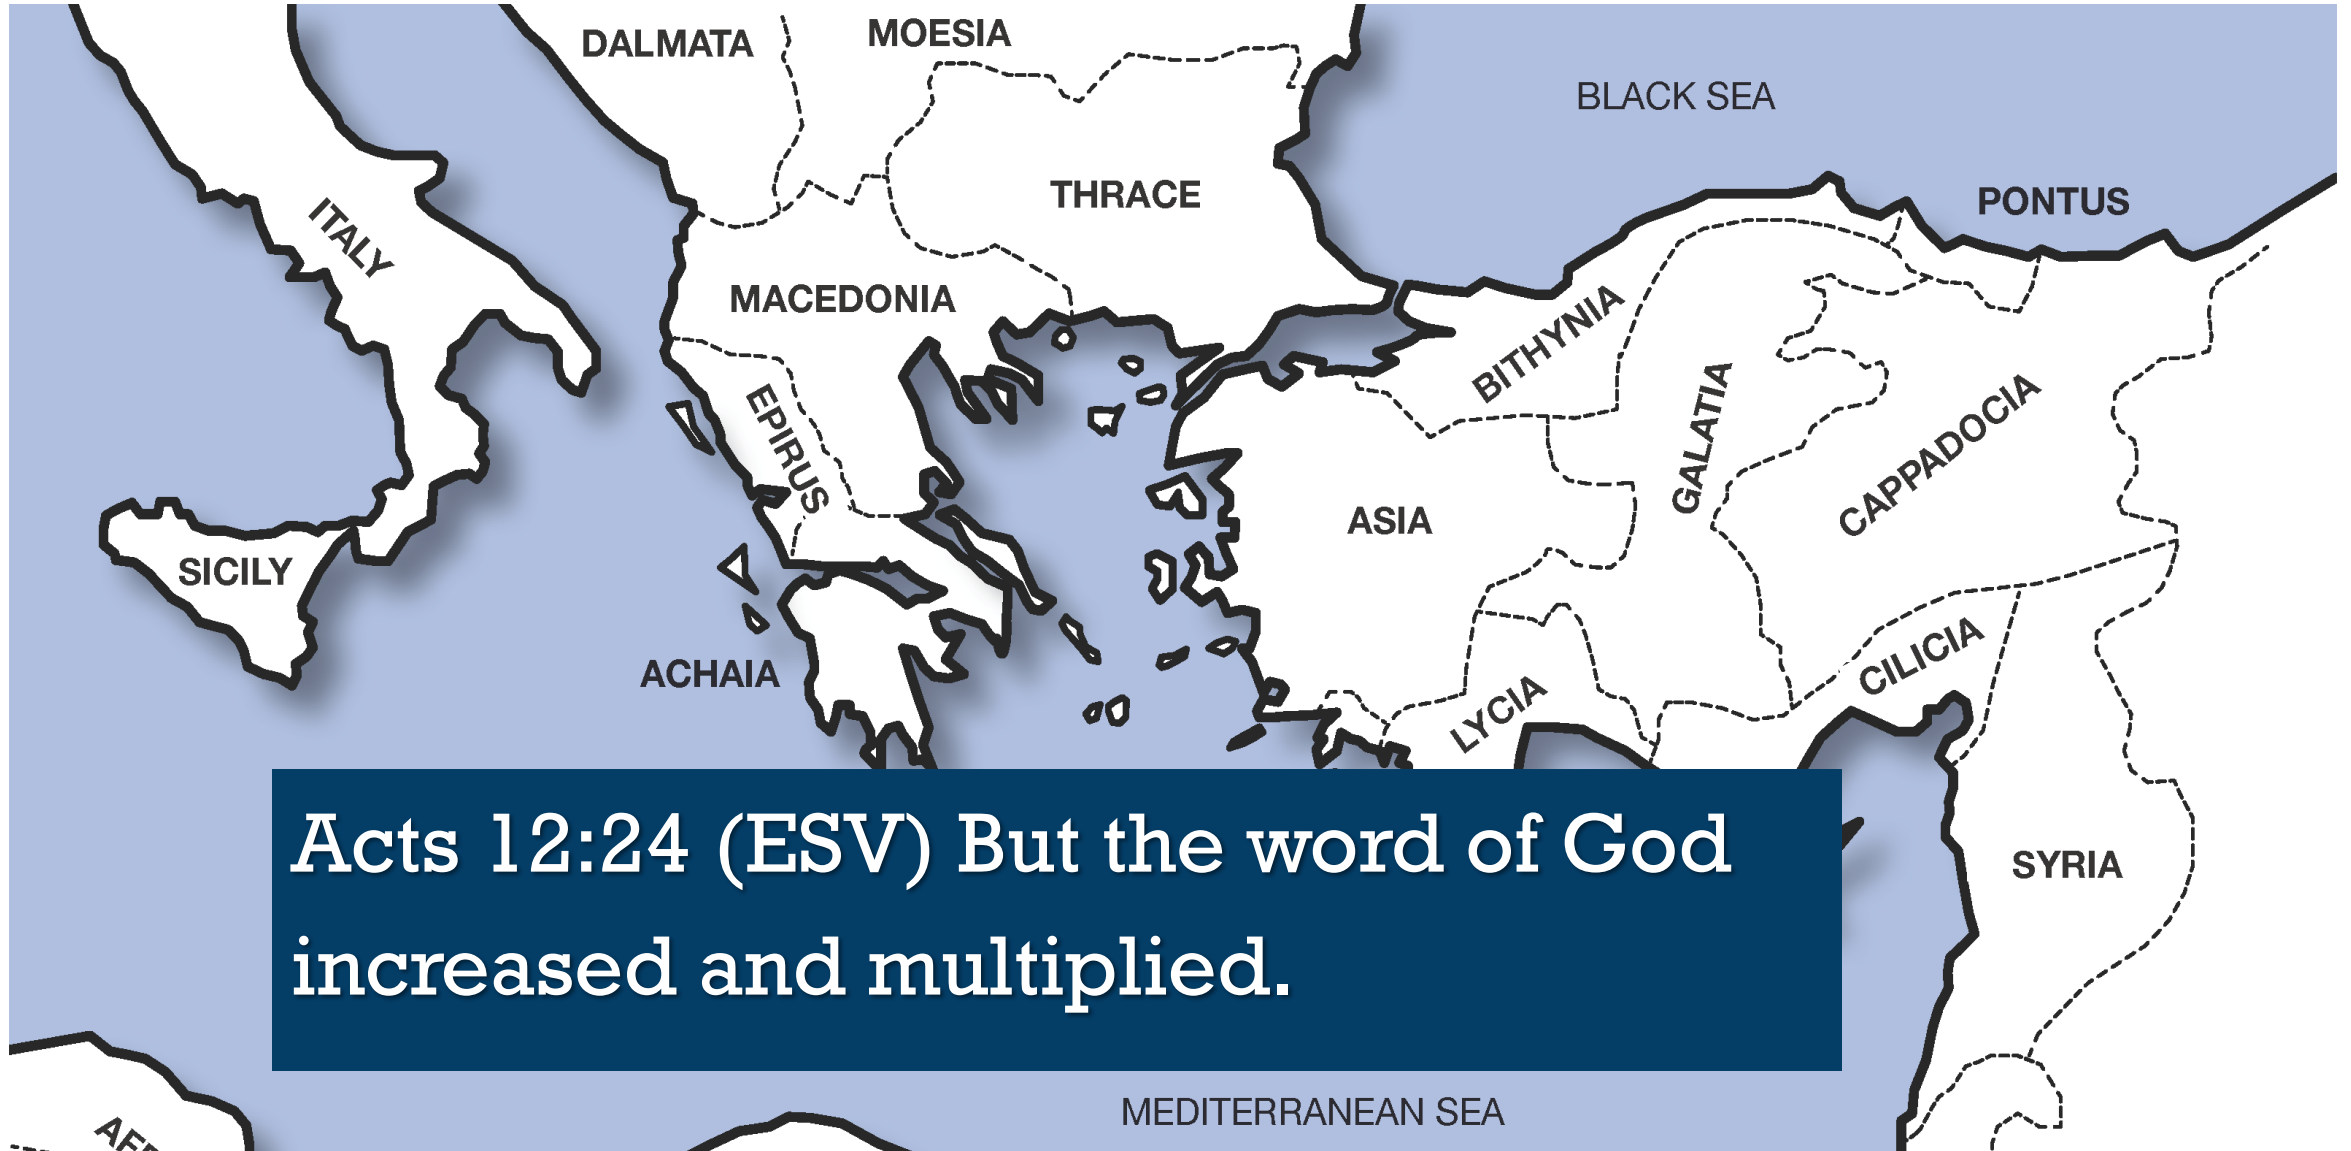 DALMATA
MOESIA
BLACK SEA
THRACE
PONTUS
ITALY
MACEDONIA
BITHYNIA
EPIRUS
GALATIA
CAPPADOCIA
ASIA
SICILY
ACHAIA
CILICIA
LYCIA
Acts 12:24 (ESV) But the word of God
increased and multiplied.
SYRIA
MEDITERRANEAN SEA